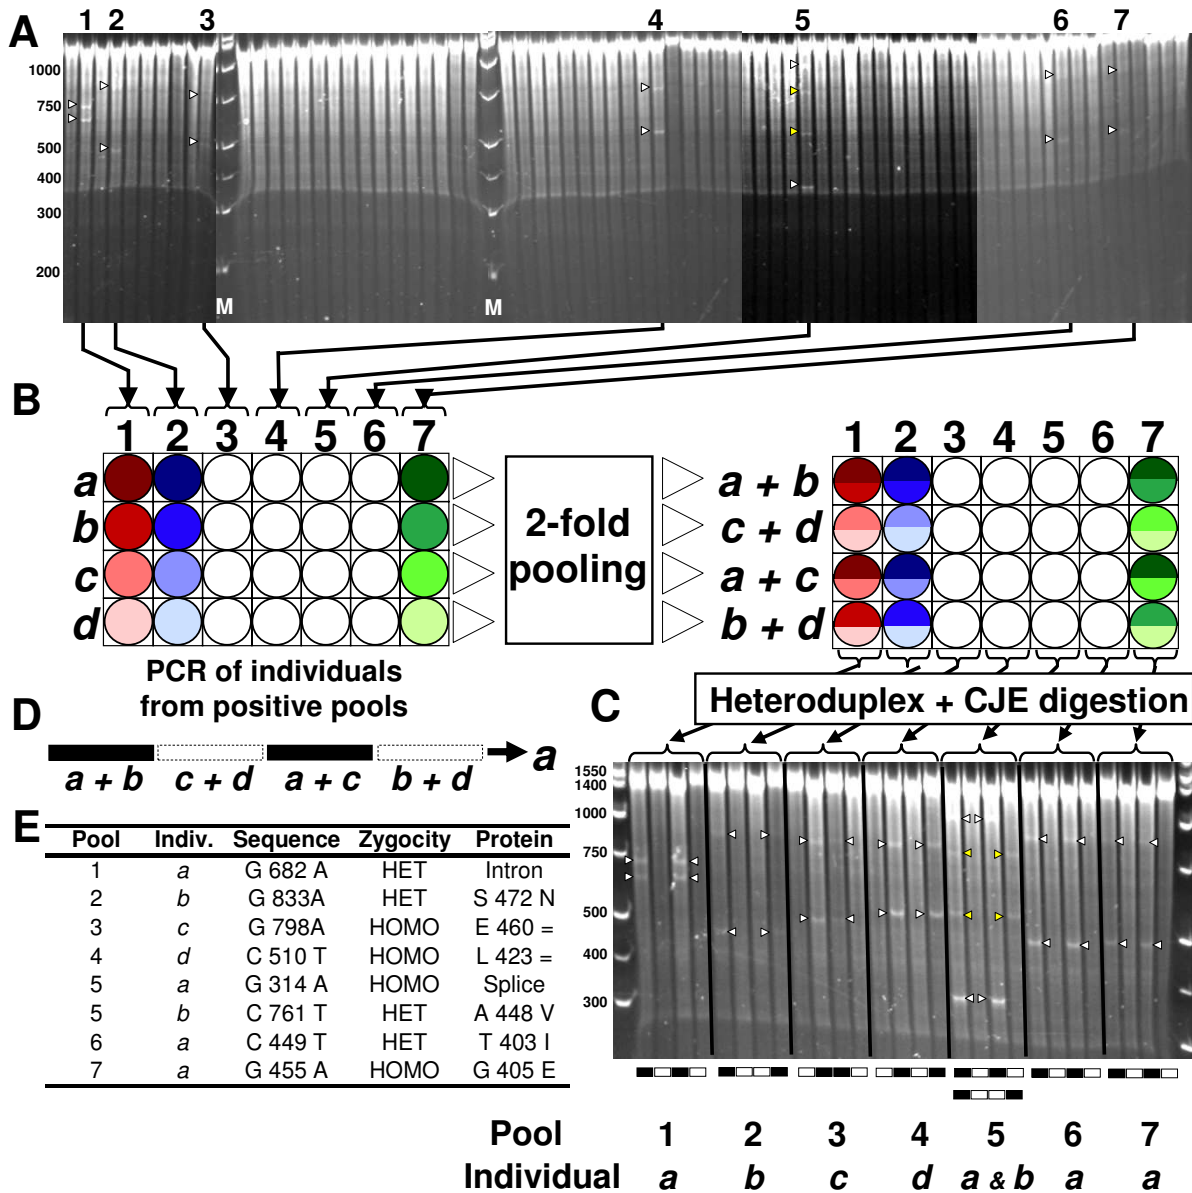 A
1 2 3 4 5 6 7
1000
750
500
400
300
200
M M
B
1 2 3 4 5 6 7
a
b
c
d
2-fold
pooling
1 2 3 4 5 6 7
a + b
c + d
a + c
b + d
PCR of individuals
from positive pools
Heteroduplex + CJE digestion
C
1550
1400
1000
750
500
400
300
D
a + b c + d a + c b + d a
E
Pool Indiv. Sequence Zygocity Protein
1 a G 682 A HET Intron
2 b G 833A HET S 472 N
3 c G 798A HOMO E 460 =
4 d C 510 T HOMO L 423 =
5 a G 314 A HOMO Splice
5 b C 761 T HET A 448 V
6 a C 449 T HET T 403 I
7 a G 455 A HOMO G 405 E
Pool 1 2 3 4 5 6 7
Individual a b c d a & b a a